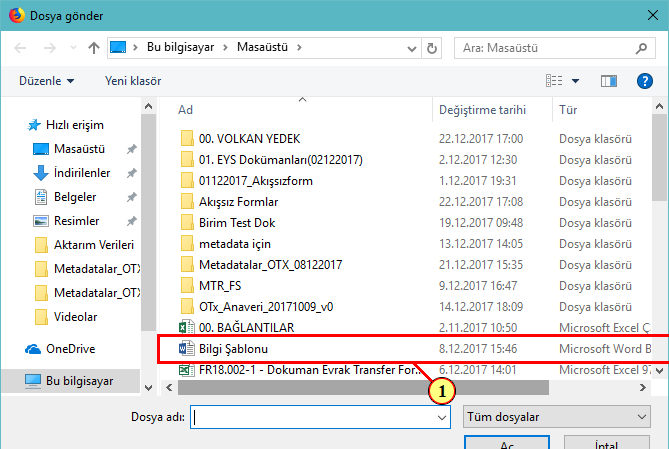 Dosya gönder
Bu bilgisayar > Masaüstü >
Ara: Masaüstü
Düzenle
Yeni klasör
?
Ad
Değiştirme tarihi
Tür
Hızlı erişim
Masaüstü
İndirilenler
Belgeler
Resimler
Aktarım Verileri
Metadatalar_OTX
Metadatalar_OTX
Videolar
OneDrive
Bu bilgisayar
00. VOLKAN YEDEK 22.12.2017 17:00 Dosya klasörü
01. EYS Dokümanları(02122017) 2.12.2017 12:30 Dosya klasörü
01122017_Akışsızform 1.12.2017 19:31 Dosya klasörü
Akışsız Formlar 22.12.2017 17:08 Dosya klasörü
Birim Test Dok 19.12.2017 09:48 Dosya klasörü
metadata için 13.12.2017 14:05 Dosya klasörü
Metadatalar_OTX_08122017 21.12.2017 15:35 Dosya klasörü
MTR_FS 9.12.2017 16:47 Dosya klasörü
OTx_Anaveri_20171009_v0 14.12.2017 18:09 Dosya klasörü
00. BAĞLANTILAR 2.11.2017 10:50 Microsoft Excel Ç
Bilgi Şablonu 8.12.2017 15:46 Microsoft Word B
FR18.002-1 - Dokuman Evrak Transfer For... 6.12.2017 14:01 Microsoft Excel 97
1
Dosya adı:
Tüm dosyalar
Aç
İptal